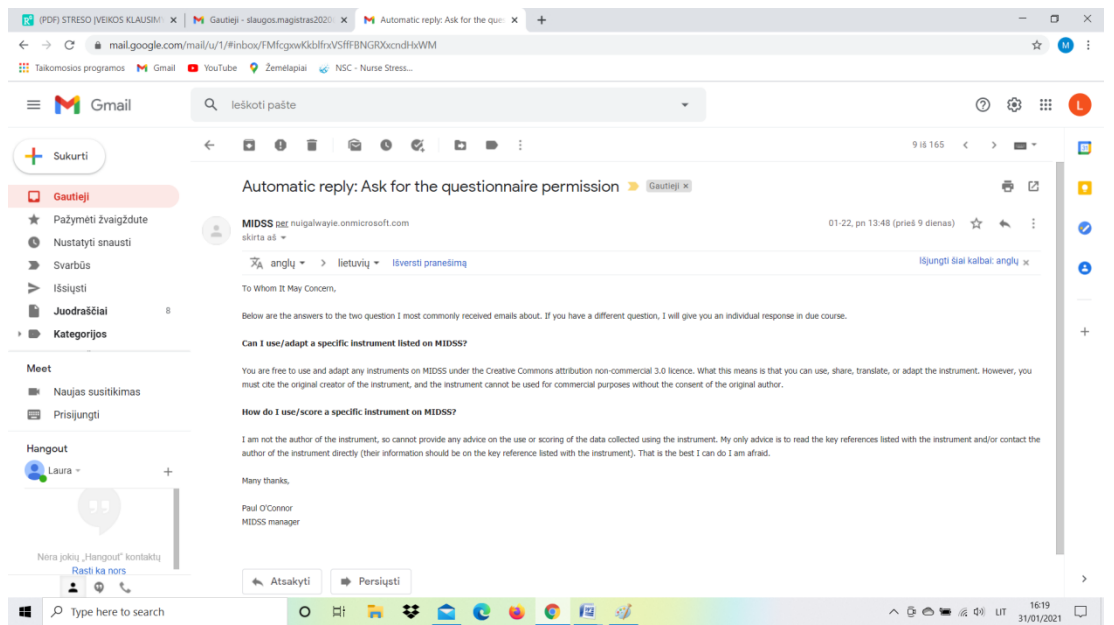 (PDF) STRESO ĮVEIKOS KLAUSIM
Gautieji - slaugos.magistras2020
Automatic reply: Ask for the que
mail.google.com/mail/u/1/#inbox/FMfcgxwKkblfrxVSffFBNGRXxcndHxWM
M
Taikomosios programos
Gmail
YouTube
Žemėlapiai
NSC - Nurse Stress...
Gmail
Ieškoti pašte
L
Sukurti
9 iš 165
Gautieji
Pažymėti žvaigždute
Nustatyti snausti
Svarbūs
Išsiųsti
Juodraščiai 8
Kategorijos
Meet
Naujas susitikimas
Prisijungti
Hangout
Laura
Nėra jokių „Hangout" kontaktų
Rasti ką nors
Automatic reply: Ask for the questionnaire permission
Gautieji ×
MIDSS per nuigalwayie.onmicrosoft.com
01-22, pn 13:48 (prieš 9 dienas)
skirta aš
anglų > lietuvių Išversti pranešimą
Išjungti šiai kalbai: anglų ×
To Whom It May Concern,
Below are the answers to the two question I most commonly received emails about. If you have a different question, I will give you an individual response in due course.
Can I use/adapt a specific instrument listed on MIDSS?
You are free to use and adapt any instruments on MIDSS under the Creative Commons attribution non-commercial 3.0 licence. What this means is that you can use, share, translate, or adapt the instrument. However, you
must cite the original creator of the instrument, and the instrument cannot be used for commercial purposes without the consent of the original author.
How do I use/score a specific instrument on MIDSS?
I am not the author of the instrument, so cannot provide any advice on the use or scoring of the data collected using the instrument. My only advice is to read the key references listed with the instrument and/or contact the
author of the instrument directly (their information should be on the key reference listed with the instrument). That is the best I can do I am afraid.
Many thanks,
Paul O'Connor
MIDSS manager
Atsakyti
Persiųsti
Type here to search
LIT
16:19
31/01/2021